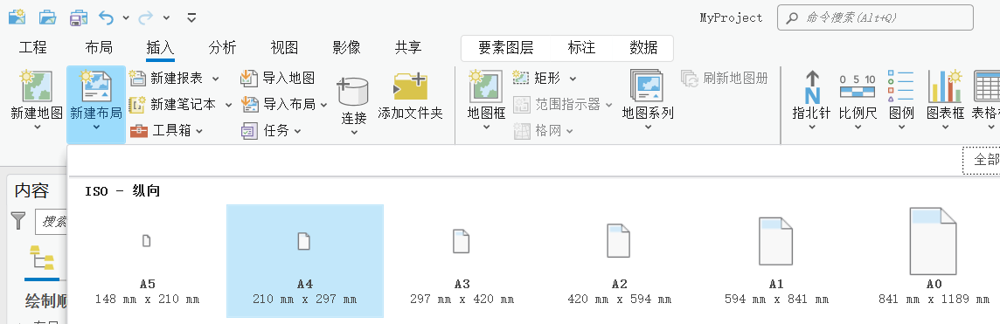 MyProject
命令搜索(Alt+Q)
工程 布局 插入 分析 视图 影像 共享 要素图层 标注 数据
新建地图
新建布局
新建报表
新建笔记本
工具箱
导入地图
导入布局
任务
连接
添加文件夹
地图框
矩形
范围指示器
格网
地图系列
刷新地图册
N
指北针
0 5 10
比例尺
图例
图表框
表格
全部
内容
搜索
ISO - 纵向
A5 A4 A3 A2 A1 A0
148 mm x 210 mm 210 mm x 297 mm 297 mm x 420 mm 420 mm x 594 mm 594 mm x 841 mm 841 mm x 1189 mm
绘制顺